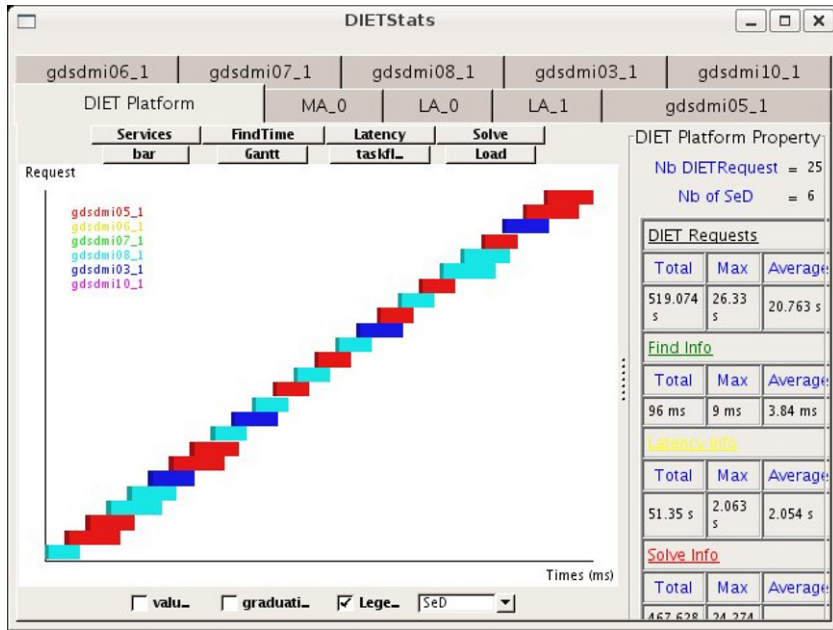 DIETStats
gdsdmi06_1 gdsdmi07_1 gdsdmi08_1 gdsdmi03_1 gdsdmi10_1
DIET Platform MA_0 LA_0 LA_1 gdsdmi05_1
Services FindTime Latency Solve
bar Gantt taskfl_ Load
Request
gdsdmi05_1
gdsdmi06_1
gdsdmi07_1
gdsdmi08_1
gdsdmi03_1
gdsdmi10_1
Times (ms)
valu_ graduati_ Lege_ SeD
DIET Platform Property
Nb DIETRequest = 25
Nb of SeD = 6
DIET Requests
Total Max Average
519.074 s 26.33 s 20.763 s
Find Info
Total Max Average
96 ms 9 ms 3.84 ms
Latency Info
Total Max Average
51.35 s 2.063 s 2.054 s
Solve Info
Total Max Average
467.628 24.274